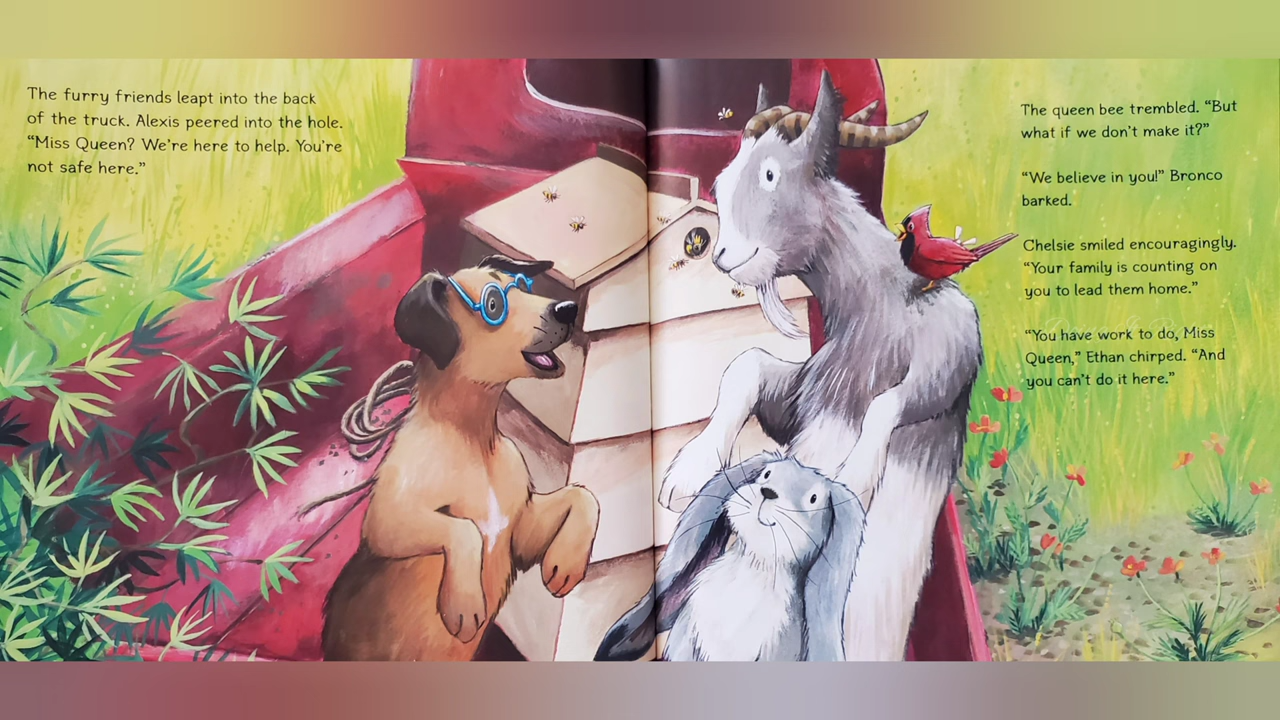 The furry friends leapt into the back
of the truck. Alexis peered into the hole.
“Miss Queen? We’re here to help. You’re
not safe here.”
The queen bee trembled. “But
what if we don’t make it?”
“We believe in you!” Bronco
barked.
Chelsie smiled encouragingly.
“Your family is counting on
you to lead them home.”
“You have work to do, Miss
Queen,” Ethan chirped. “And
you can’t do it here.”